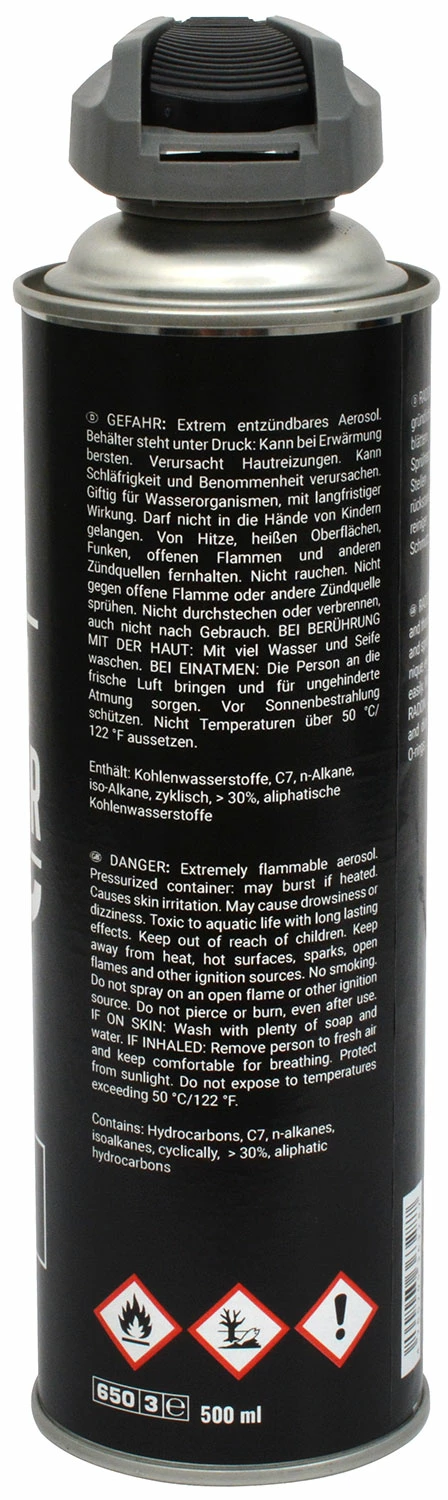 Ⓓ GEFAHR: Extrem entzündbares Aerosol.
Behälter steht unter Druck: Kann bei Erwärmung
bersten. Verursacht Hautreizungen. Kann
Schläfrigkeit und Benommenheit verursachen.
Giftig für Wasserorganismen, mit langfristiger
Wirkung. Darf nicht in die Hände von Kindern
gelangen. Von Hitze, heißen Oberflächen,
Funken, offenen Flammen und anderen
Zündquellen fernhalten. Nicht rauchen. Nicht
gegen offene Flamme oder andere Zündquelle
sprühen. Nicht durchstechen oder verbrennen,
auch nicht nach Gebrauch. BEI BERÜHRUNG
MIT DER HAUT: Mit viel Wasser und Seife
waschen. BEI EINATMEN: Die Person an die
frische Luft bringen und für ungehinderte
Atmung sorgen. Vor Sonnenbestrahlung
schützen. Nicht Temperaturen über 50 °C/
122 °F aussetzen.
Enthält: Kohlenwasserstoffe, C7, n-Alkane,
iso-Alkane, zyklisch, > 30%, aliphatische
Kohlenwasserstoffe
DANGER: Extremely flammable aerosol.
Pressurized container: may burst if heated.
Causes skin irritation. May cause drowsiness or
dizziness. Toxic to aquatic life with long lasting
effects. Keep out of reach of children. Keep
away from heat, hot surfaces, sparks, open
flames and other ignition sources. No smoking.
Do not spray on an open flame or other ignition
source. Do not pierce or burn, even after use.
IF ON SKIN: Wash with plenty of soap and
water. IF INHALED: Remove person to fresh air
and keep comfortable for breathing. Protect
from sunlight. Do not expose to temperatures
exceeding 50 °C/122 °F.
Contains: Hydrocarbons, C7, n-alkanes,
isoalkanes, cyclically, > 30%, aliphatic
hydrocarbons
650 3 e 500 ml
R